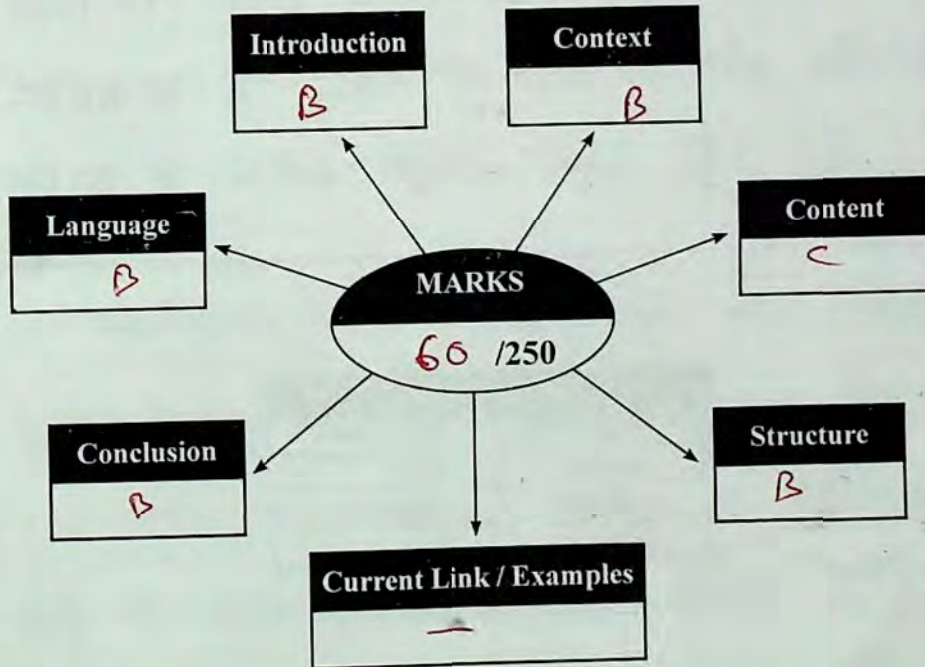 Introduction
B
Context
B
Language
B
Content
C
MARKS
60 /250
Conclusion
B
Structure
B
Current Link / Examples
—